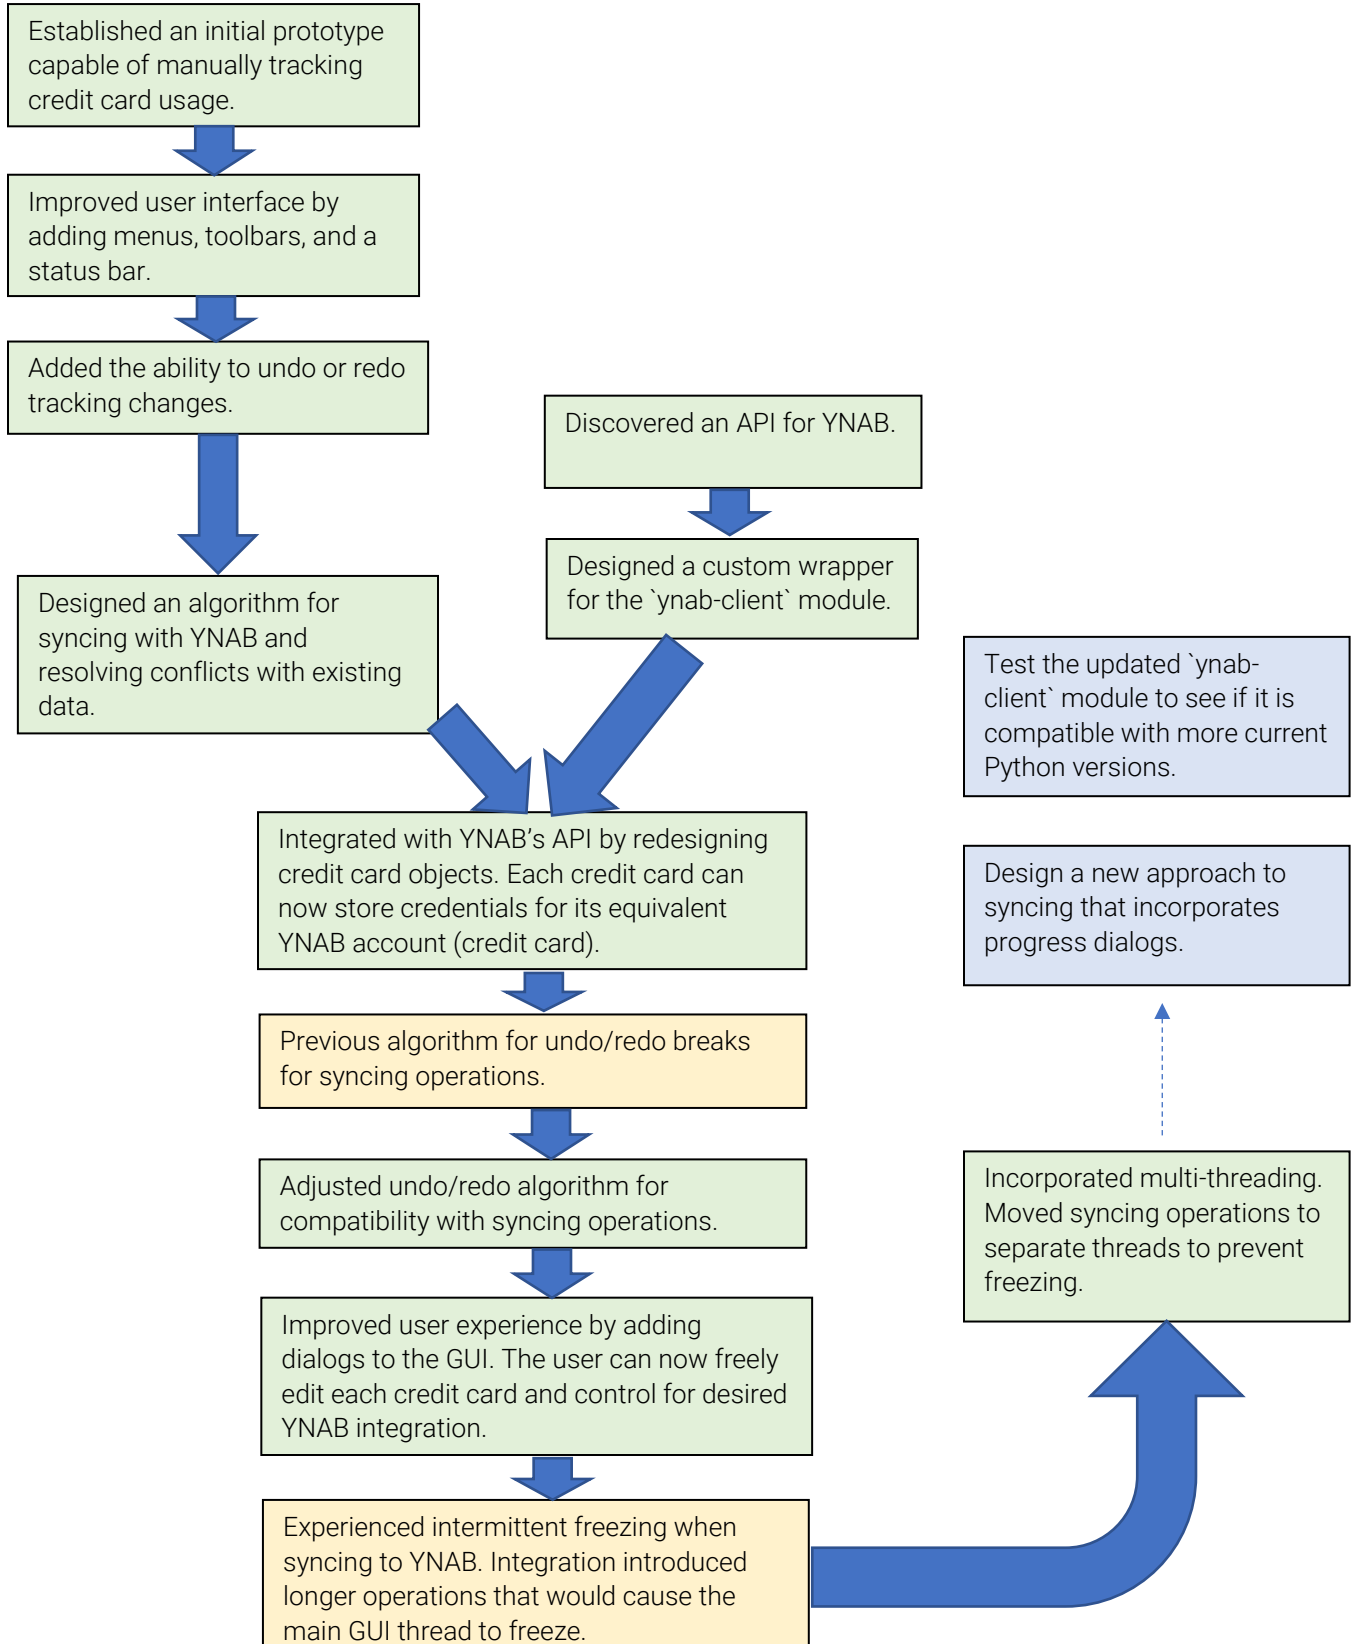 Established an initial prototype
capable of manually tracking
credit card usage.
Improved user interface by
adding menus, toolbars, and a
status bar.
Added the ability to undo or redo
tracking changes.
Discovered an API for YNAB.
Designed a custom wrapper
for the `ynab-client` module.
Designed an algorithm for
syncing with YNAB and
resolving conflicts with existing
data.
Integrated with YNAB’s API by redesigning
credit card objects. Each credit card can
now store credentials for its equivalent
YNAB account (credit card).
Previous algorithm for undo/redo breaks
for syncing operations.
Adjusted undo/redo algorithm for
compatibility with syncing operations.
Improved user experience by adding
dialogs to the GUI. The user can now freely
edit each credit card and control for desired
YNAB integration.
Experienced intermittent freezing when
syncing to YNAB. Integration introduced
longer operations that would cause the
main GUI thread to freeze.
Incorporated multi-threading.
Moved syncing operations to
separate threads to prevent
freezing.
Design a new approach to
syncing that incorporates
progress dialogs.
Test the updated `ynab-
client` module to see if it is
compatible with more current
Python versions.